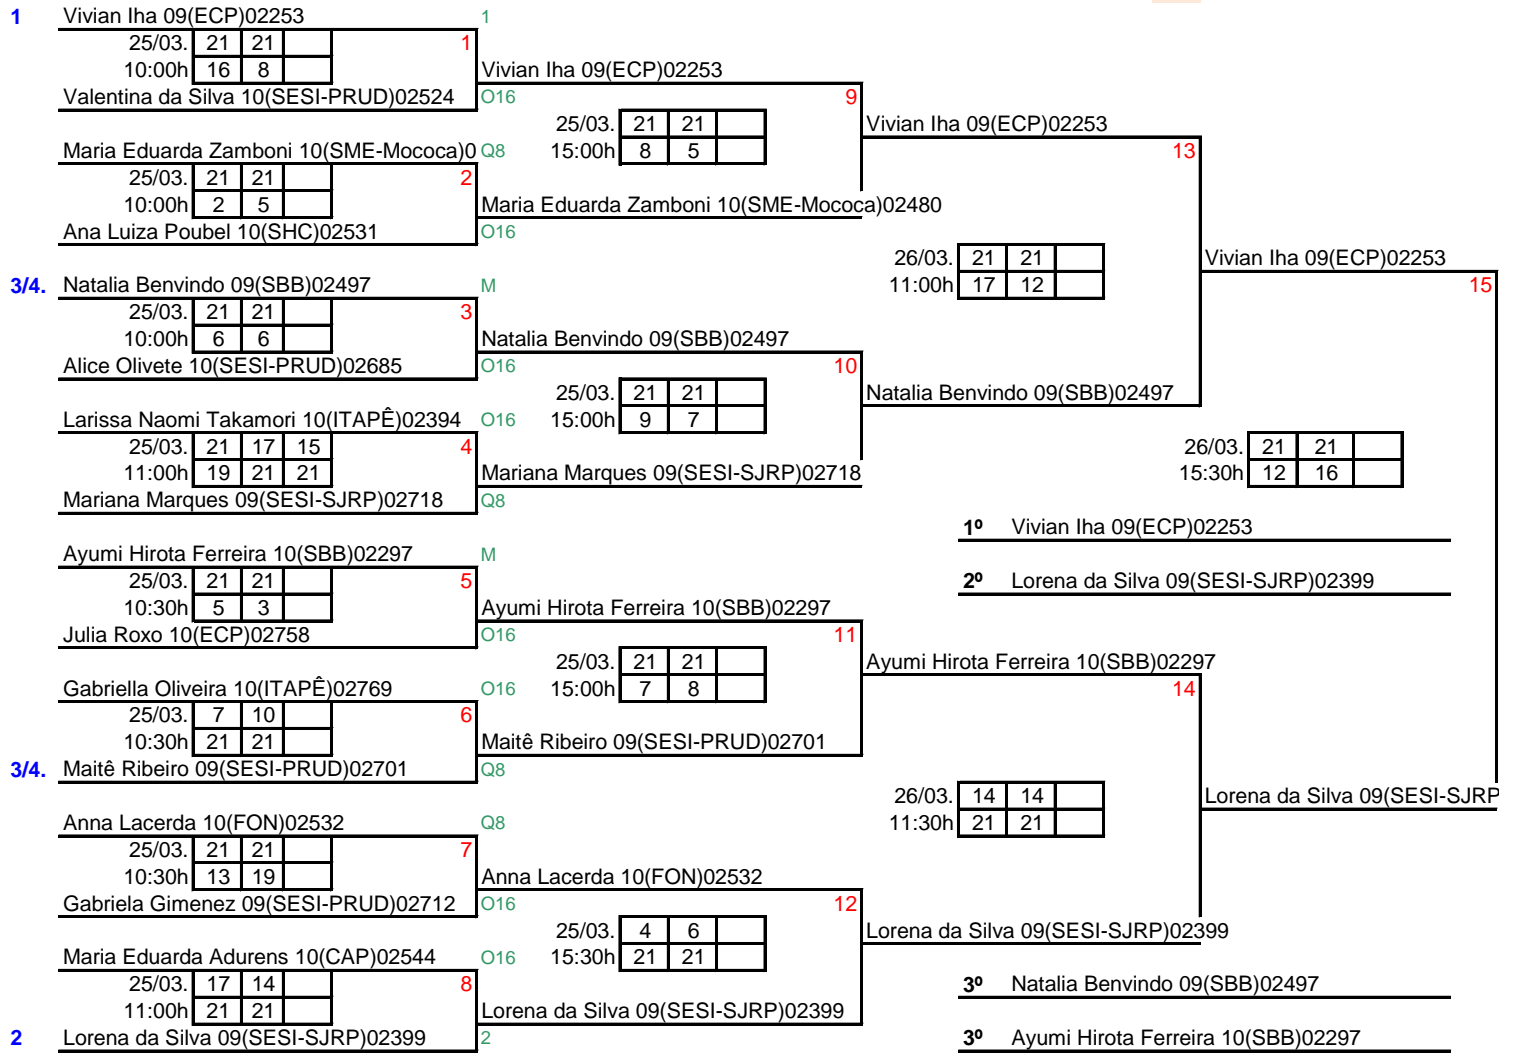 1 Vivian Iha 09(ECP)02253 1
25/03. 21 21 1
10:00h 16 8 Vivian Iha 09(ECP)02253
Valentina da Silva 10(SESI-PRUD)02524 O16 9
25/03. 21 21 Vivian Iha 09(ECP)02253
Maria Eduarda Zamboni 10(SME-Mococa)0 Q8 15:00h 8 5 13
25/03. 21 21 2
10:00h 2 5 Maria Eduarda Zamboni 10(SME-Mococa)02480
Ana Luiza Poubel 10(SHC)02531 O16
26/03. 21 21 Vivian Iha 09(ECP)02253
3/4. Natalia Benvindo 09(SBB)02497 M 11:00h 17 12 15
25/03. 21 21 3
10:00h 6 6 Natalia Benvindo 09(SBB)02497
Alice Olivete 10(SESI-PRUD)02685 O16 10
25/03. 21 21 Natalia Benvindo 09(SBB)02497
Larissa Naomi Takamori 10(ITAPÊ)02394 O16 15:00h 9 7
25/03. 21 17 15 4 26/03. 21 21
11:00h 19 21 21 Mariana Marques 09(SESI-SJRP)02718 15:30h 12 16
Mariana Marques 09(SESI-SJRP)02718 Q8
1º Vivian Iha 09(ECP)02253
Ayumi Hirota Ferreira 10(SBB)02297 M
25/03. 21 21 5 2º Lorena da Silva 09(SESI-SJRP)02399
10:30h 5 3 Ayumi Hirota Ferreira 10(SBB)02297
Julia Roxo 10(ECP)02758 O16 11
25/03. 21 21 Ayumi Hirota Ferreira 10(SBB)02297
Gabriella Oliveira 10(ITAPÊ)02769 O16 15:00h 7 8 14
25/03. 7 10 6
10:30h 21 21 Maitê Ribeiro 09(SESI-PRUD)02701
3/4. Maitê Ribeiro 09(SESI-PRUD)02701 Q8
26/03. 14 14 Lorena da Silva 09(SESI-SJRP
Anna Lacerda 10(FON)02532 Q8 11:30h 21 21
25/03. 21 21 7
10:30h 13 19 Anna Lacerda 10(FON)02532
Gabriela Gimenez 09(SESI-PRUD)02712 O16 12
25/03. 4 6 Lorena da Silva 09(SESI-SJRP)02399
Maria Eduarda Adurens 10(CAP)02544 O16 15:30h 21 21
25/03. 17 14 8 3º Natalia Benvindo 09(SBB)02497
11:00h 21 21 Lorena da Silva 09(SESI-SJRP)02399
2 Lorena da Silva 09(SESI-SJRP)02399 2 3º Ayumi Hirota Ferreira 10(SBB)02297